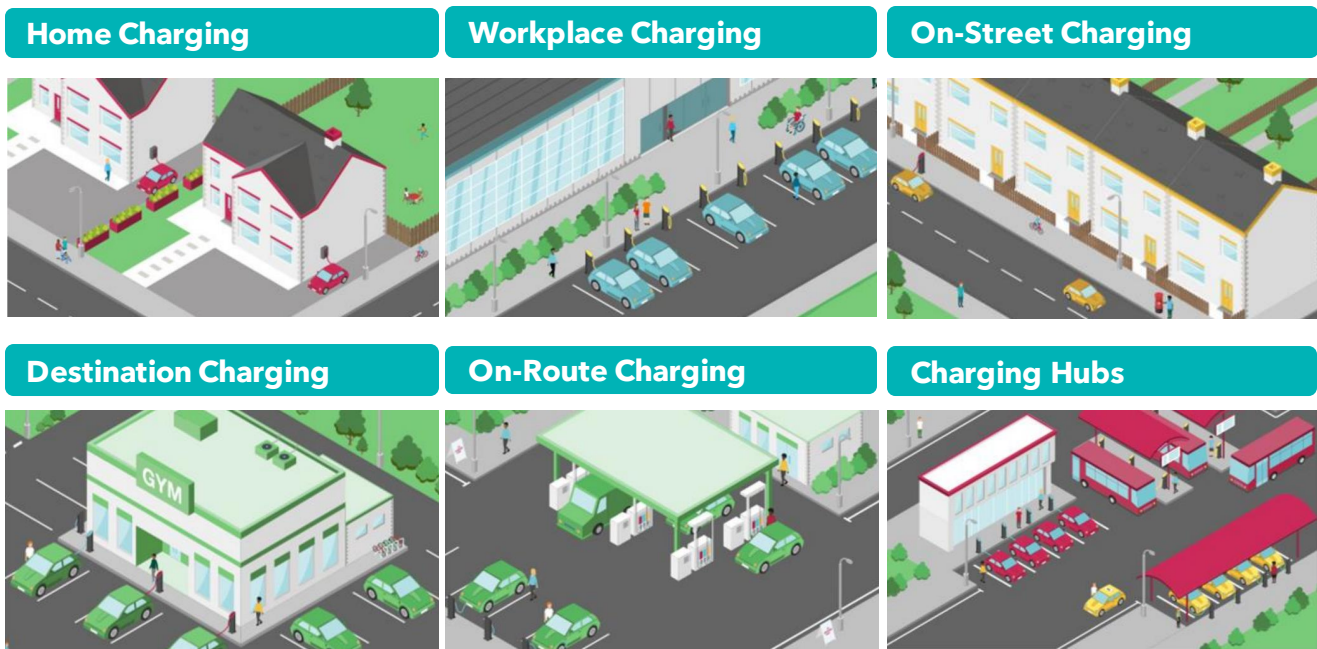 Home Charging
Workplace Charging
On-Street Charging
Destination Charging
On-Route Charging
Charging Hubs
GYM